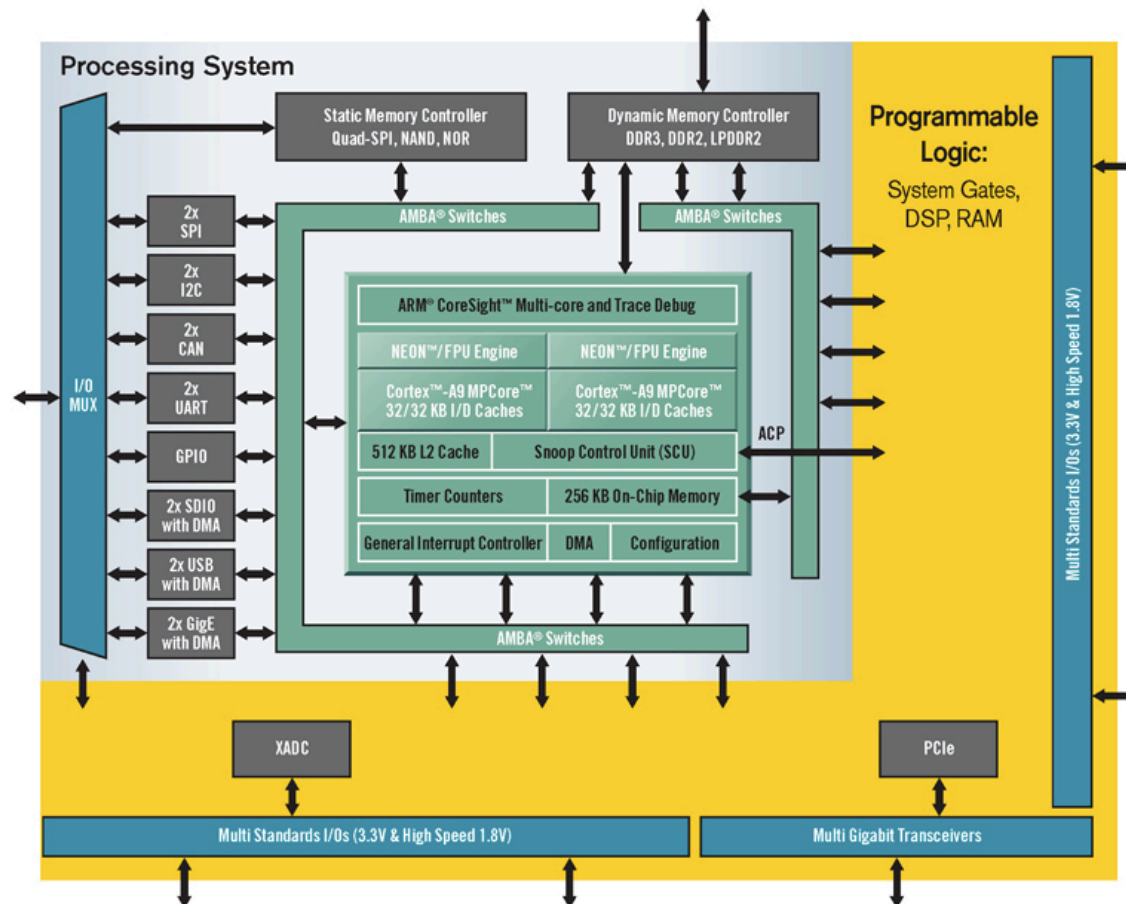 Processing System
Static Memory Controller
Quad-SPI, NAND, NOR
Dynamic Memory Controller
DDR3, DDR2, LPDDR2
Programmable
Logic:
System Gates,
DSP, RAM
AMBA® Switches
AMBA® Switches
2x
SPI
2x
I2C
2x
CAN
2x
UART
GPIO
2x SDIO
with DMA
2x USB
with DMA
2x GigE
with DMA
I/O
MUX
ARM® CoreSight™ Multi-core and Trace Debug
NEON™/FPU Engine
NEON™/FPU Engine
Cortex™-A9 MPCore™
32/32 KB I/D Caches
Cortex™-A9 MPCore™
32/32 KB I/D Caches
512 KB L2 Cache
Snoop Control Unit (SCU)
ACP
Timer Counters
256 KB On-Chip Memory
General Interrupt Controller
DMA
Configuration
AMBA® Switches
Multi Standards I/Os (3.3V & High Speed 1.8V)
XADC
PCIe
Multi Standards I/Os (3.3V & High Speed 1.8V)
Multi Gigabit Transceivers